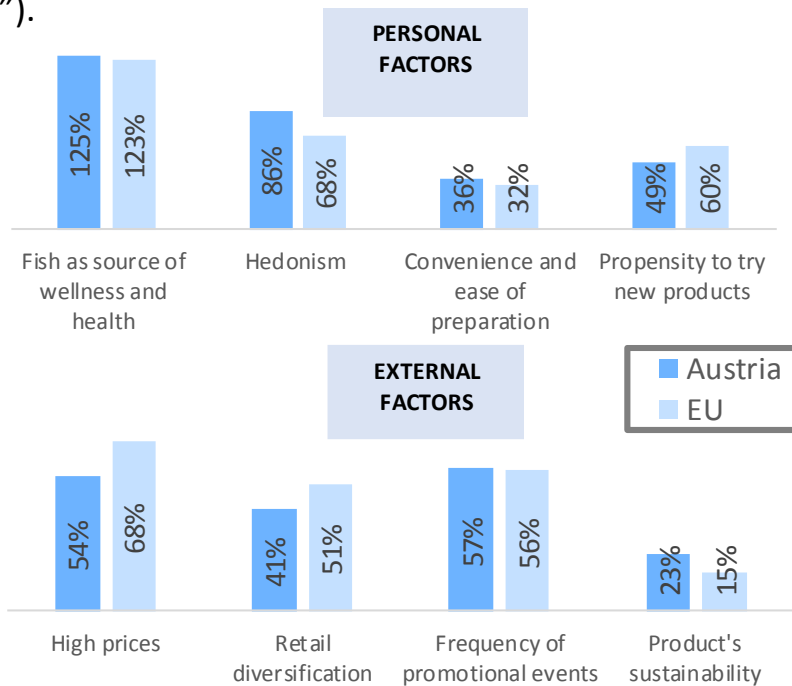 ”).
PERSONAL
FACTORS
125%
123%
86%
68%
36%
32%
49%
60%
Fish as source of
wellness and
health
Hedonism
Convenience and
ease of
preparation
Propensity to try
new products
EXTERNAL
FACTORS
Austria
EU
54%
68%
41%
51%
57%
56%
23%
15%
High prices
Retail
diversification
Frequency of
promotional events
Product's
sustainability